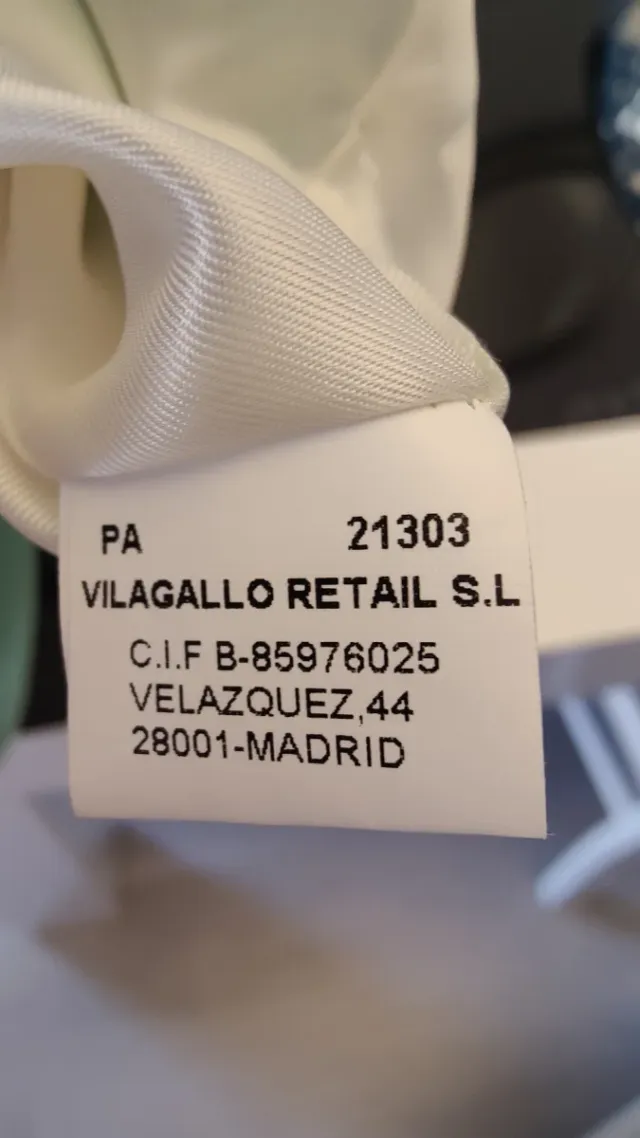 PA 21303
VILAGALLO RETAIL S.L
C.I.F B-85976025
VELAZQUEZ,44
28001-MADRID